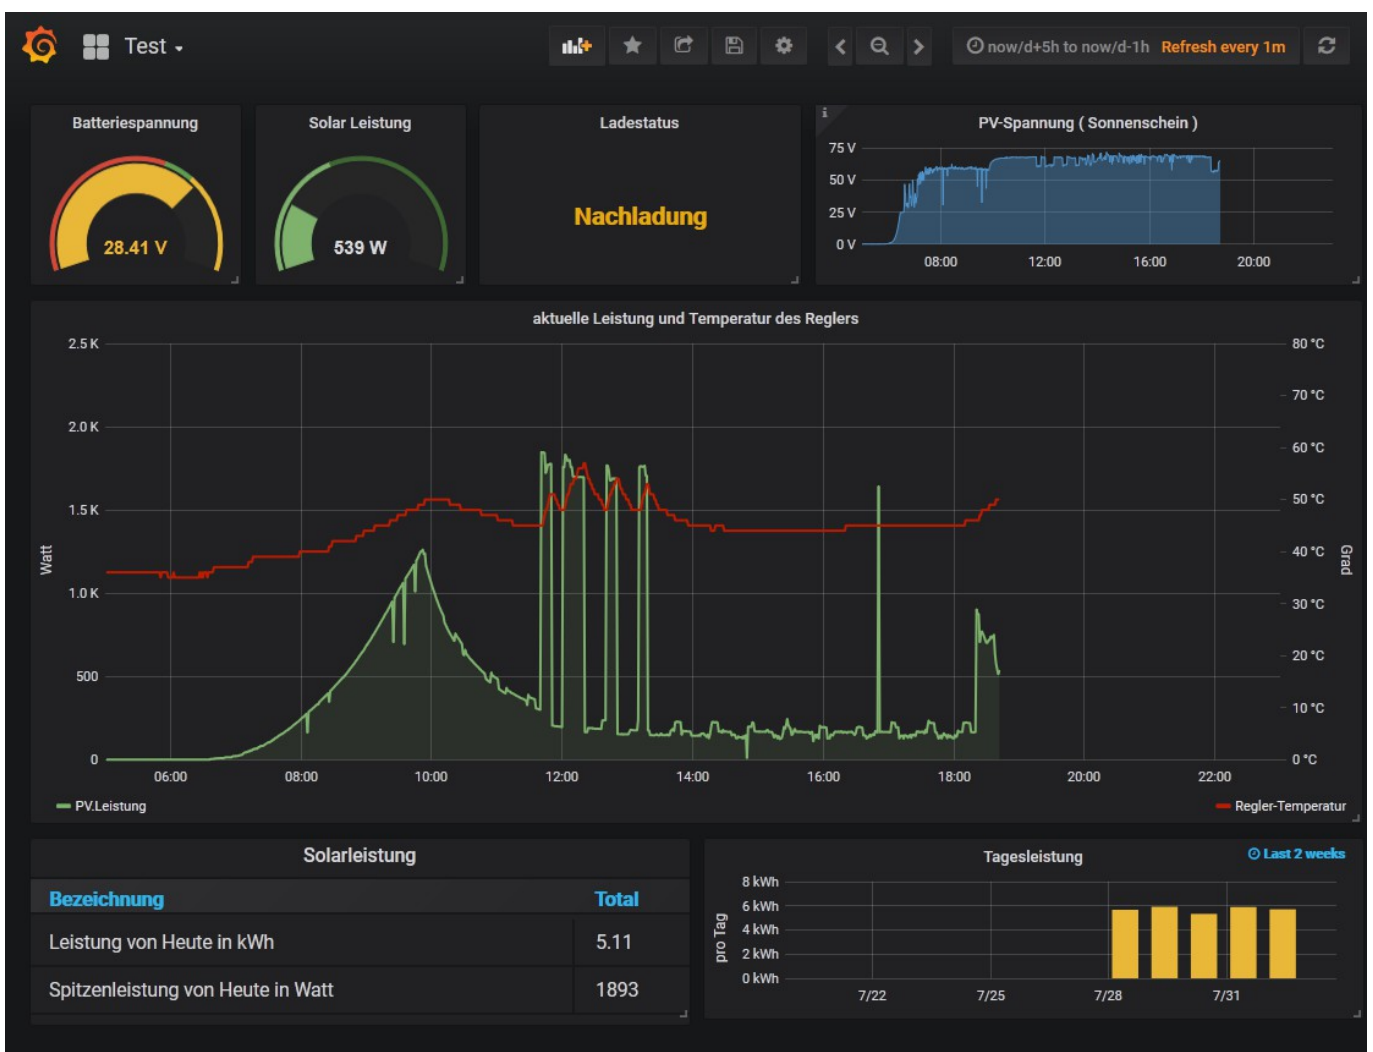 Test
now/d+5h to now/d-1h Refresh every 1m
Batteriespannung
28.41 V
Solar Leistung
539 W
Ladestatus
Nachladung
i
PV-Spannung ( Sonnenschein )
75 V
50 V
25 V
0 V
08:00 12:00 16:00 20:00
aktuelle Leistung und Temperatur des Reglers
2.5 K
2.0 K
1.5 K
1.0 K
500
0
Watt
80 °C
70 °C
60 °C
50 °C
40 °C
30 °C
20 °C
10 °C
0 °C
Grad
06:00 08:00 10:00 12:00 14:00 16:00 18:00 20:00 22:00
PV.Leistung
Regler-Temperatur
Solarleistung
Bezeichnung Total
Leistung von Heute in kWh 5.11
Spitzenleistung von Heute in Watt 1893
Tagesleistung
Last 2 weeks
8 kWh
6 kWh
4 kWh
2 kWh
0 kWh
pro Tag
7/22 7/25 7/28 7/31